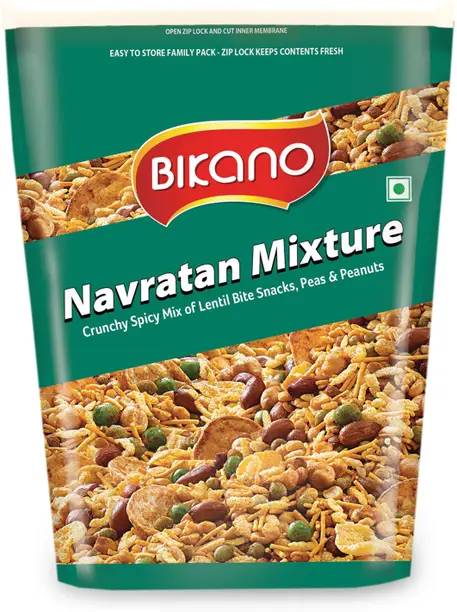 OPEN ZIP LOCK AND CUT INNER MEMBRANE
EASY TO STORE FAMILY PACK - ZIP LOCK KEEPS CONTENTS FRESH
BIKANO
Navratan Mixture
Crunchy Spicy Mix of Lentil Bite Snacks, Peas & Peanuts